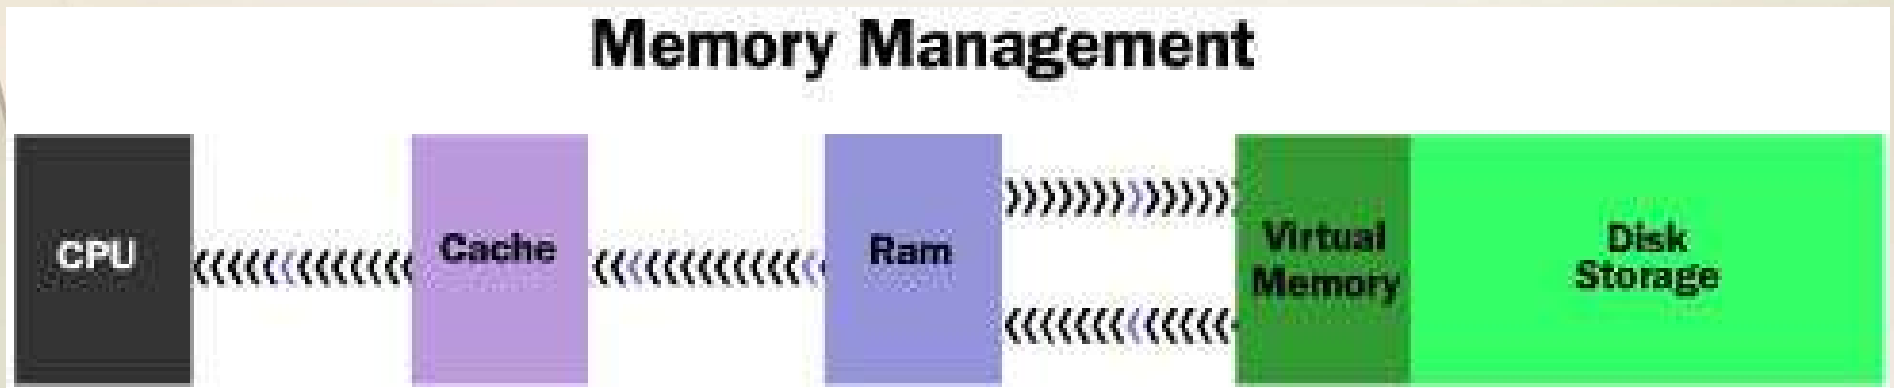 Memory Management
CPU
Cache
Ram
Virtual
Memory
Disk
Storage